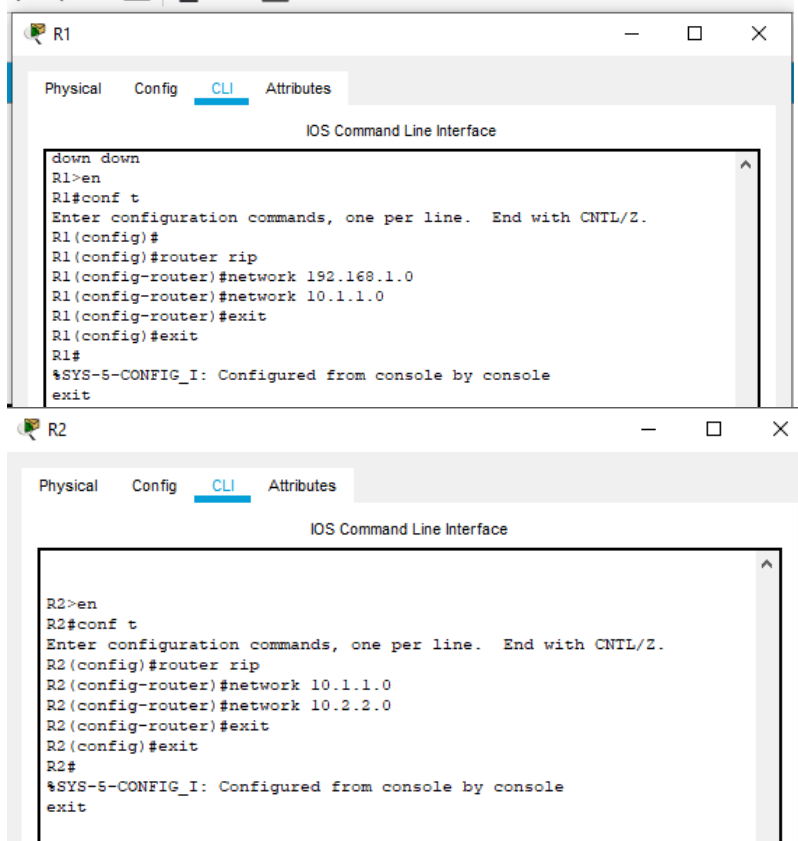 R1
Physical Config CLI Attributes
IOS Command Line Interface
down down
R1>en
R1#conf t
Enter configuration commands, one per line.  End with CNTL/Z.
R1(config)#
R1(config)#router rip
R1(config-router)#network 192.168.1.0
R1(config-router)#network 10.1.1.0
R1(config-router)#exit
R1(config)#exit
R1#
%SYS-5-CONFIG_I: Configured from console by console
exit
R2
Physical Config CLI Attributes
IOS Command Line Interface
R2>en
R2#conf t
Enter configuration commands, one per line.  End with CNTL/Z.
R2(config)#router rip
R2(config-router)#network 10.1.1.0
R2(config-router)#network 10.2.2.0
R2(config-router)#exit
R2(config)#exit
R2#
%SYS-5-CONFIG_I: Configured from console by console
exit